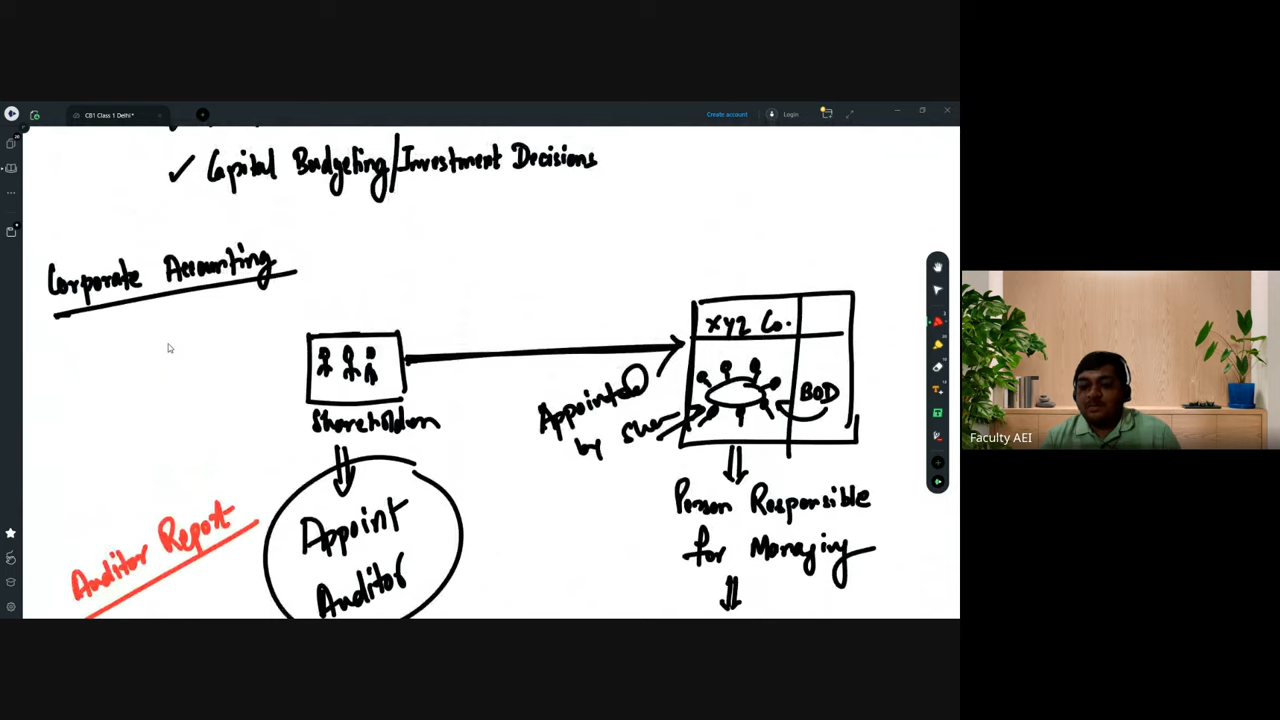 CB1 Class 1 Delhi*
Create account
Login
✓ Capital Budgeting/Investment Decisions
Corporate Accounting
XYZ Co.
BOD
Shareholders
Appointed
by
Person Responsible
for Managing
Appoint
Auditor
Auditor Report
Faculty AEI